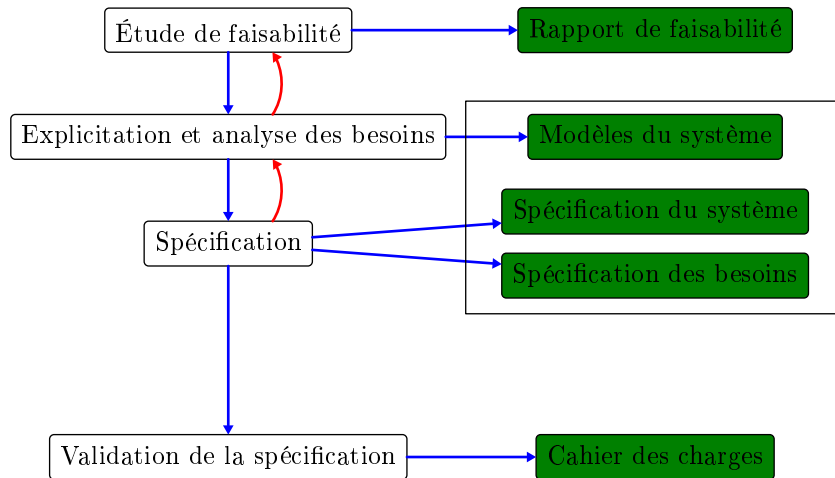 Étude de faisabilité
Rapport de faisabilité
Explicitation et analyse des besoins
Modèles du système
Spécification du système
Spécification
Spécification des besoins
Validation de la spécification
Cahier des charges